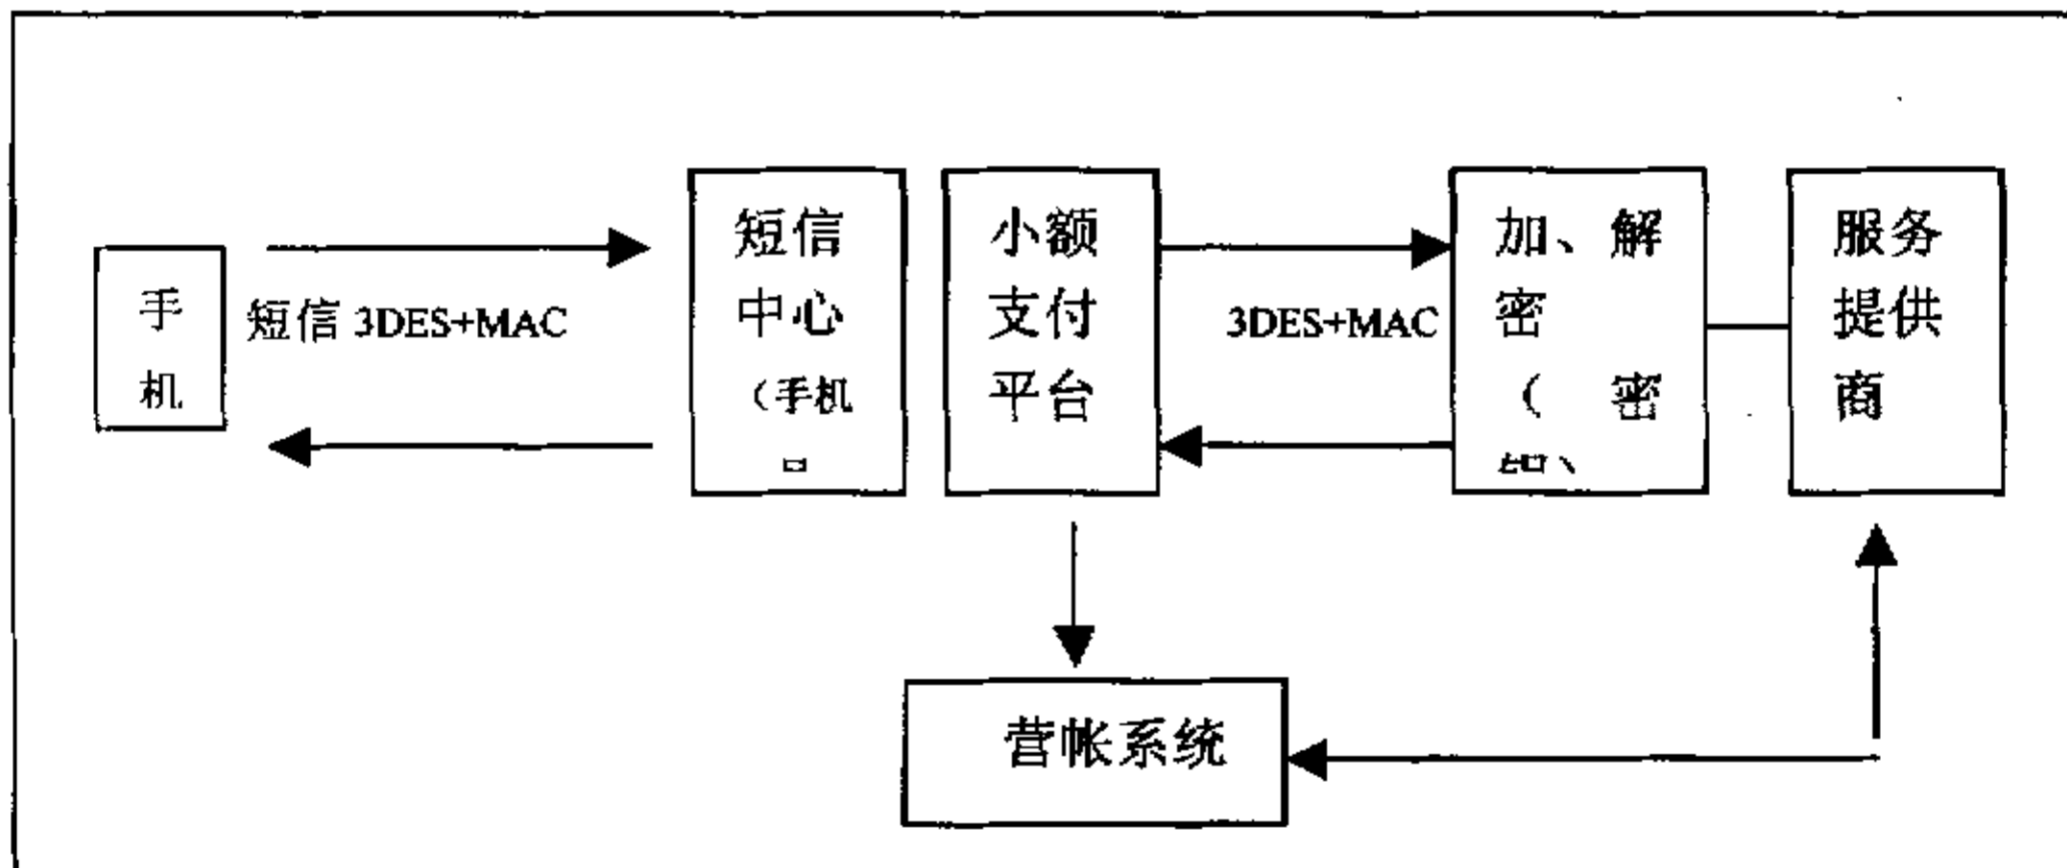 手
机
短信 3DES+MAC
短信
中心
（手机
小额
支付
平台
3DES+MAC
加、解
密
（ 密
服务
提供
商
营帐系统